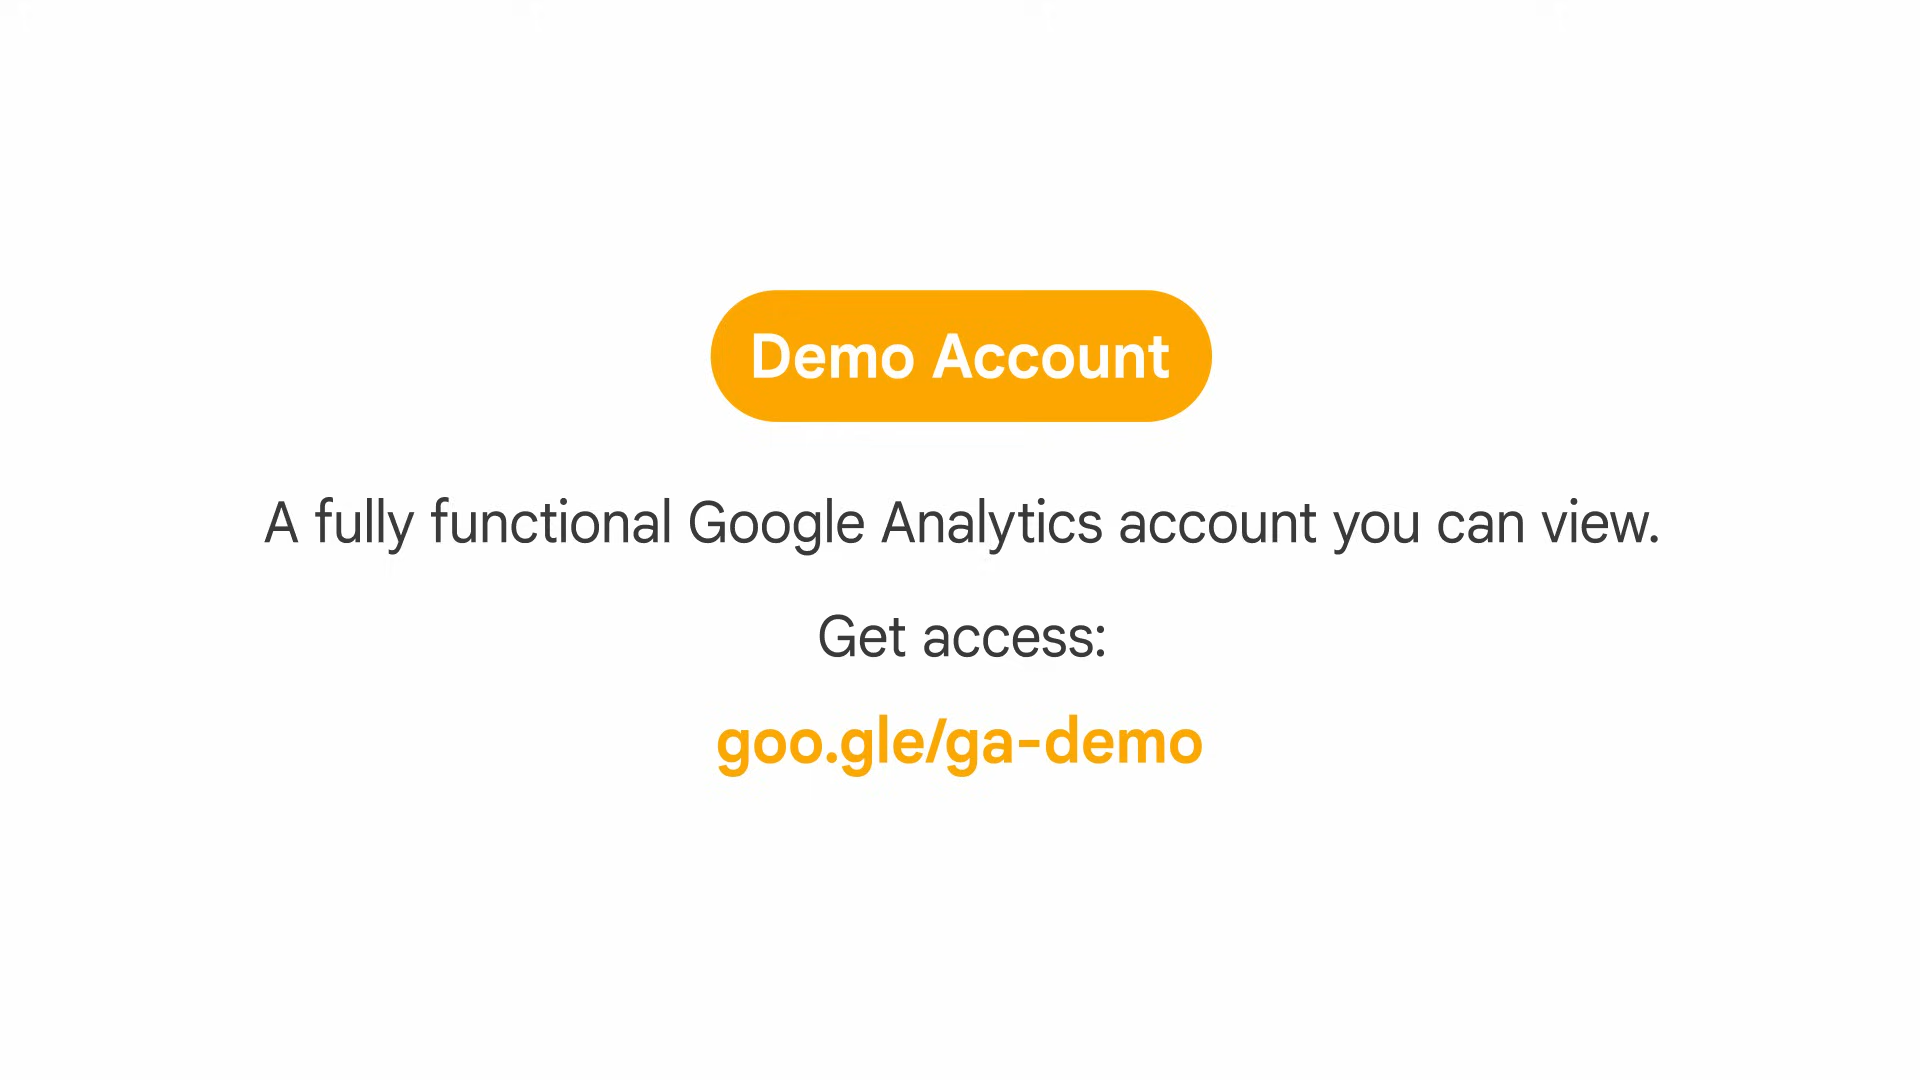 Demo Account
A fully functional Google Analytics account you can view.
Get access:
goo.gle/ga-demo